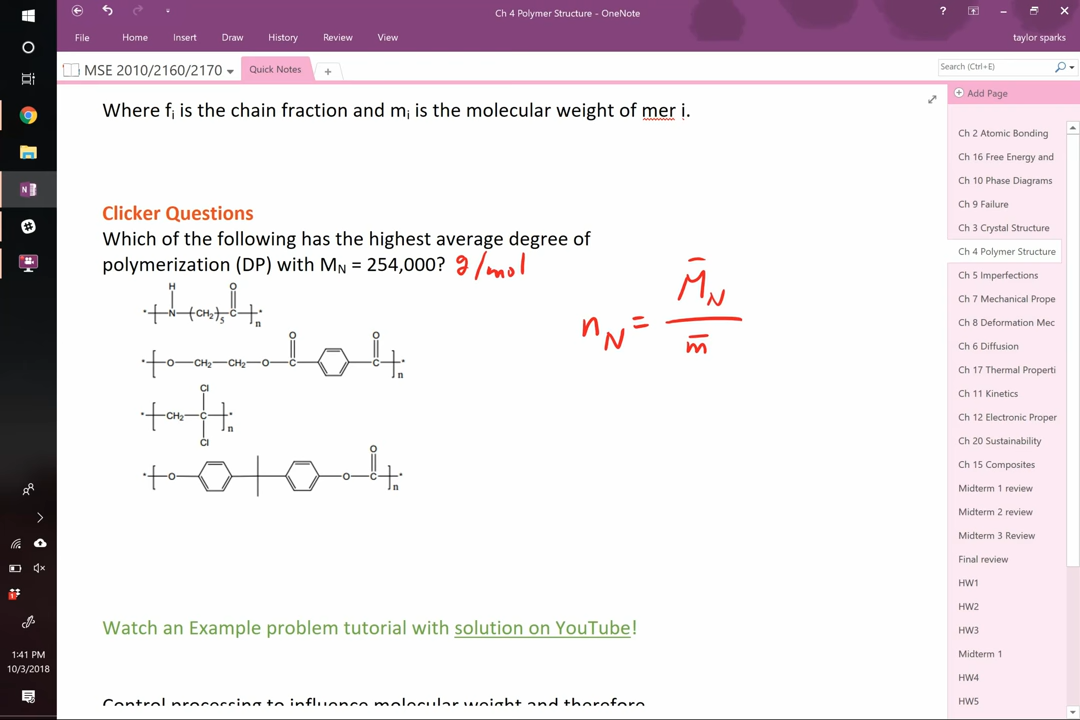 Ch 4 Polymer Structure - OneNote
?
File
Home
Insert
Draw
History
Review
View
taylor sparks
MSE 2010/2160/2170
Quick Notes
+
Search (Ctrl+E)
Where fi is the chain fraction and mi is the molecular weight of mer i.
Clicker Questions
Which of the following has the highest average degree of
polymerization (DP) with MN = 254,000? g/mol
H
O
N
(CH2)5
C
n
O
O
O
CH2
CH2
O
C
C
n
Cl
CH2
C
n
Cl
O
O
O
C
n
nN = M̄N
m̄
Watch an Example problem tutorial with solution on YouTube!
Control processing to influence molecular weight and therefore
Add Page
Ch 2 Atomic Bonding
Ch 16 Free Energy and
Ch 10 Phase Diagrams
Ch 9 Failure
Ch 3 Crystal Structure
Ch 4 Polymer Structure
Ch 5 Imperfections
Ch 7 Mechanical Prope
Ch 8 Deformation Mec
Ch 6 Diffusion
Ch 17 Thermal Properti
Ch 11 Kinetics
Ch 12 Electronic Proper
Ch 20 Sustainability
Ch 15 Composites
Midterm 1 review
Midterm 2 review
Midterm 3 Review
Final review
HW1
HW2
HW3
Midterm 1
HW4
HW5
1:41 PM
10/3/2018